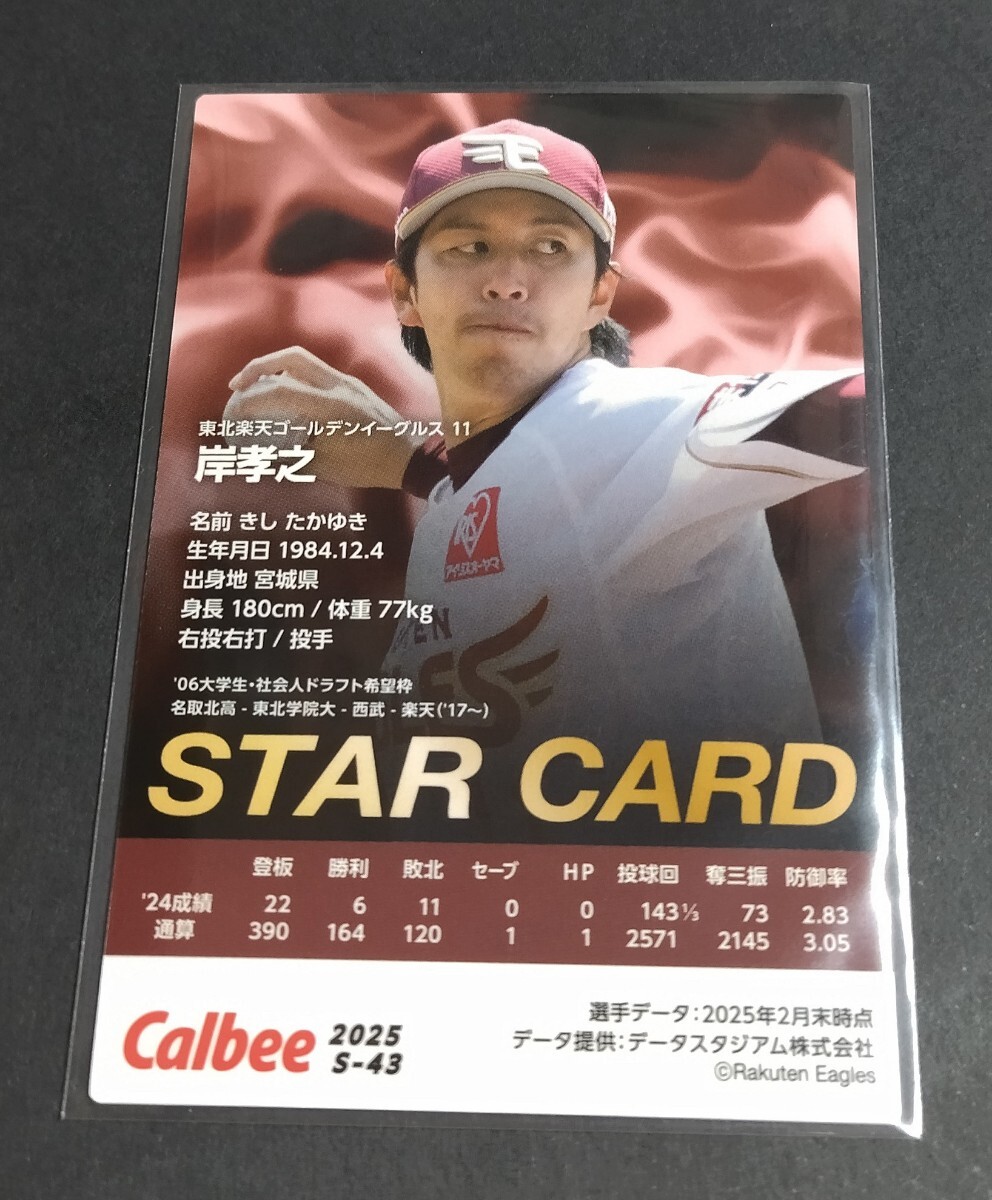 東北楽天ゴールデンイーグルス 11
岸孝之
名前 きし たかゆき
生年月日 1984.12.4
出身地 宮城県
身長 180cm / 体重 77kg
右投右打 / 投手
アイリスオーヤマ
'06大学生・社会人ドラフト希望枠
名取北高 - 東北学院大 - 西武 - 楽天('17〜)
STAR CARD
登板 勝利 敗北 セーブ HP 投球回 奪三振 防御率
'24成績 22 6 11 0 0 143⅓ 73 2.83
通算 390 164 120 1 1 2571 2145 3.05
Calbee 2025
S-43
選手データ:2025年2月末時点
データ提供:データスタジアム株式会社
©Rakuten Eagles